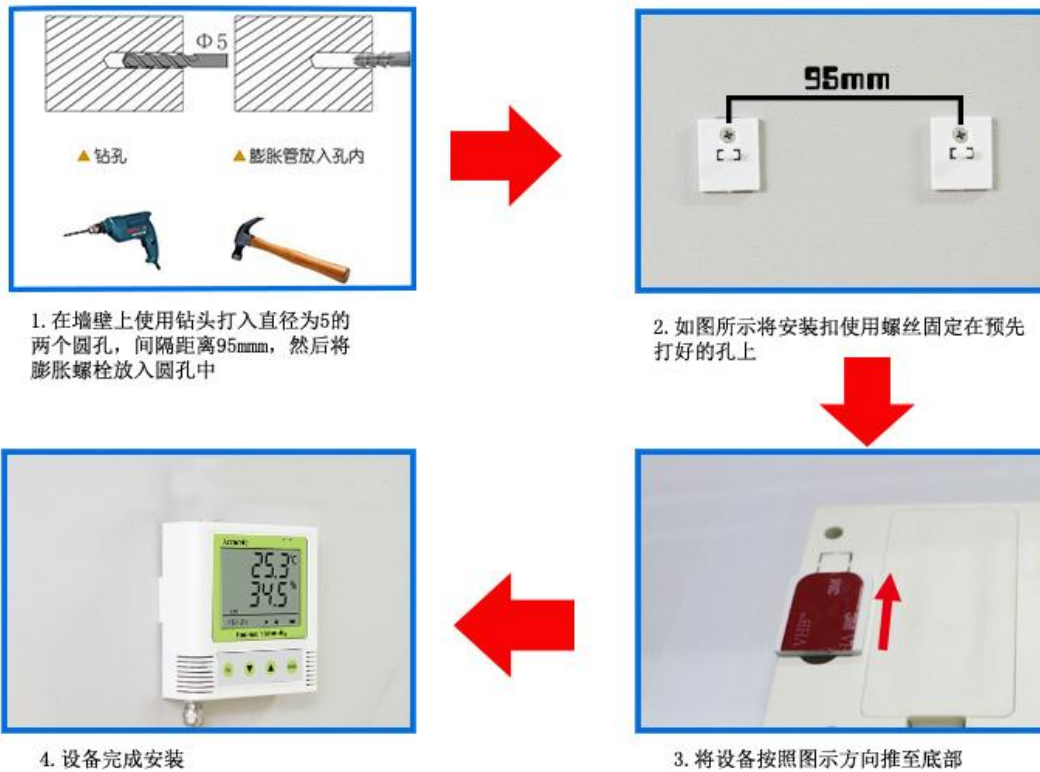 Φ5
钻孔
膨胀管放入孔内
1.在墙壁上使用钻头打入直径为5的
两个圆孔，间隔距离95mmm，然后将
膨胀螺栓放入圆孔中
95mm
2.如图所示将安装扣使用螺丝固定在预先
打好的孔上
3.将设备按照图示方向推至底部
25.3℃
34.5%
4.设备完成安装